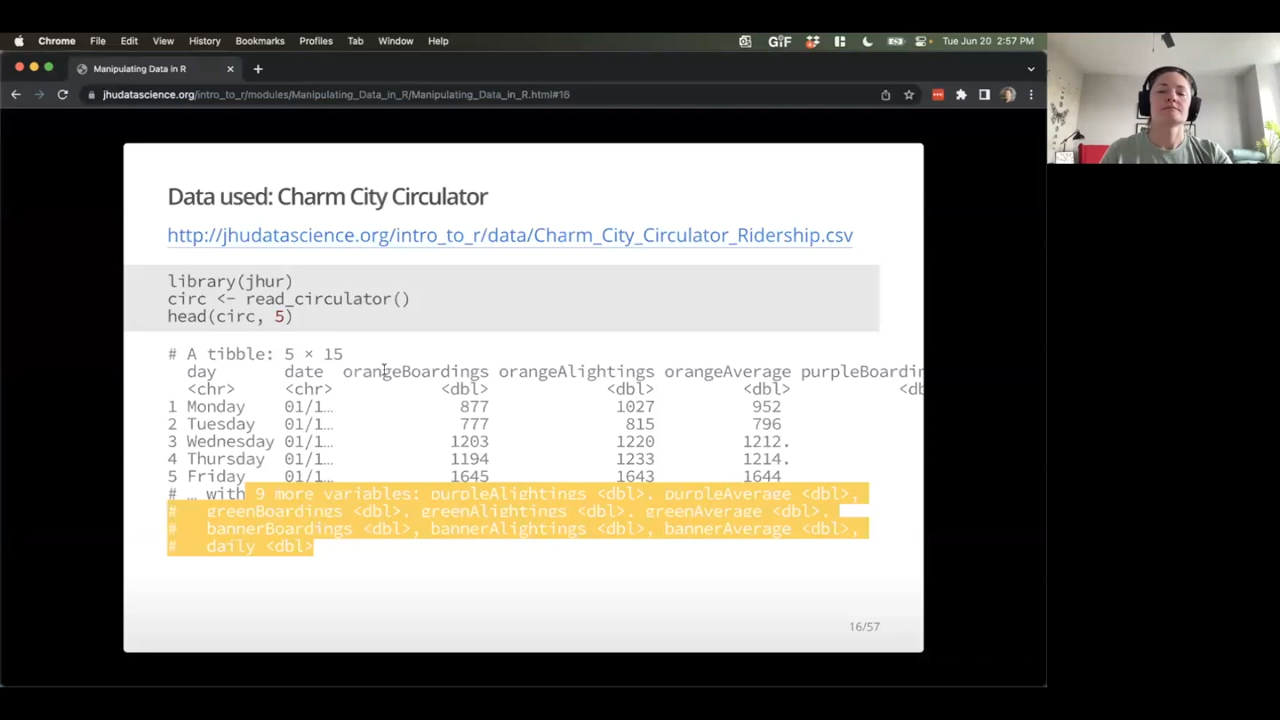 Chrome File Edit View History Bookmarks Profiles Tab Window Help GIF Tue Jun 20 2:57 PM
Manipulating Data in R
jhudatascience.org/intro_to_r/modules/Manipulating_Data_in_R/Manipulating_Data_in_R.html#16
Data used: Charm City Circulator
http://jhudatascience.org/intro_to_r/data/Charm_City_Circulator_Ridership.csv
library(jhur)
circ <- read_circulator()
head(circ, 5)
# A tibble: 5 × 15
day date orangeBoardings orangeAlightings orangeAverage purpleBoardin
<chr> <chr> <dbl> <dbl> <dbl> <db
1 Monday 01/1… 877 1027 952
2 Tuesday 01/1… 777 815 796
3 Wednesday 01/1… 1203 1220 1212.
4 Thursday 01/1… 1194 1233 1214.
5 Friday 01/1… 1645 1643 1644
# … with 9 more variables: purpleAlightings <dbl>, purpleAverage <dbl>,
# greenBoardings <dbl>, greenAlightings <dbl>, greenAverage <dbl>,
# bannerBoardings <dbl>, bannerAlightings <dbl>, bannerAverage <dbl>,
# daily <dbl>
16/57